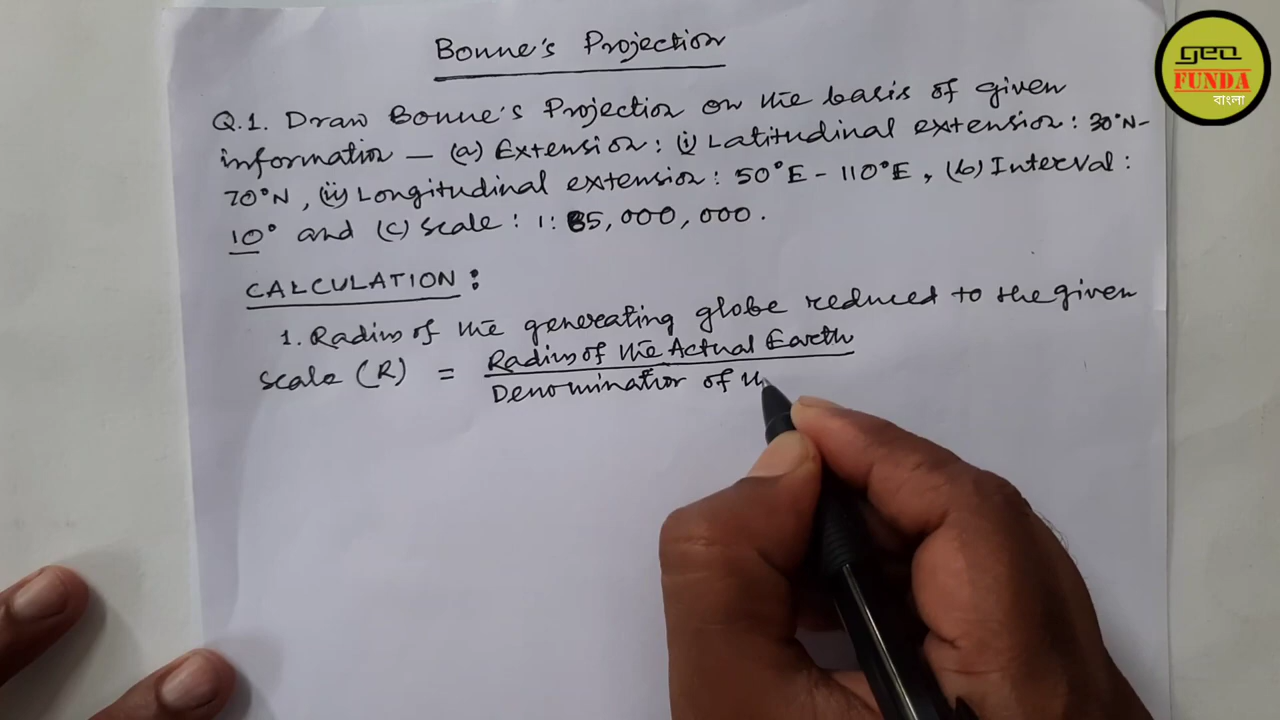 Bonne's Projection
Q.1. Draw Bonne's Projection on the basis of given
information — (a) Extension: (i) Latitudinal extension: 30°N-
70°N, (ii) Longitudinal extension: 50°E - 110°E, (b) Interval:
10° and (c) Scale: 1: 85,000,000.
CALCULATION:
1. Radius of the generating globe reduced to the given
scale (R) = Radius of the Actual Earth
Denominatior of
geo
FUNDA
বাংলা